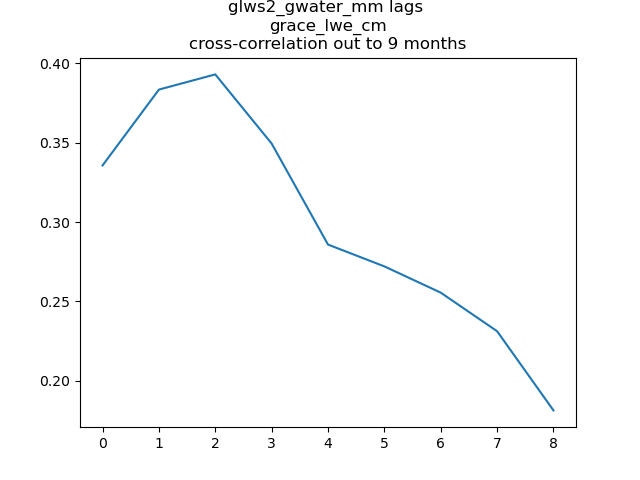 glws2_gwater_mm lags
grace_lwe_cm
cross-correlation out to 9 months
0.40
0.35
0.30
0.25
0.20
0 1 2 3 4 5 6 7 8